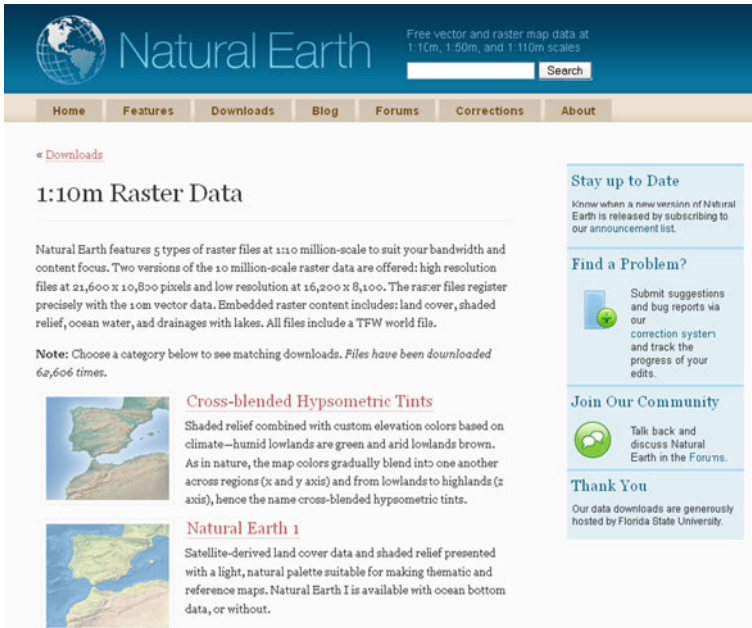 Natural Earth
Free vector and raster map data at
1:10m, 1:50m, and 1:110m scales
Search
Home Features Downloads Blog Forums Corrections About
« Downloads
1:10m Raster Data
Natural Earth features 5 types of raster files at 1:10 million-scale to suit your bandwidth and
content focus. Two versions of the 10 million-scale raster data are offered: high resolution
files at 21,600 x 10,800 pixels and low resolution at 16,200 x 8,100. The raster files register
precisely with the 10m vector data. Embedded raster content includes: land cover, shaded
relief, ocean water, and drainages with lakes. All files include a TFW world file.
Note: Choose a category below to see matching downloads. Files have been downloaded
62,606 times.
Cross-blended Hypsometric Tints
Shaded relief combined with custom elevation colors based on
climate—humid lowlands are green and arid lowlands brown.
As in nature, the map colors gradually blend into one another
across regions (x and y axis) and from lowlands to highlands (z
axis), hence the name cross-blended hypsometric tints.
Natural Earth 1
Satellite-derived land cover data and shaded relief presented
with a light, natural palette suitable for making thematic and
reference maps. Natural Earth I is available with ocean bottom
data, or without.
Stay up to Date
Know when a new version of Natural
Earth is released by subscribing to
our announcement list.
Find a Problem?
Submit suggestions
and bug reports via
our
correction system
and track the
progress of your
edits.
Join Our Community
Talk back and
discuss Natural
Earth in the Forums.
Thank You
Our data downloads are generously
hosted by Florida State University.